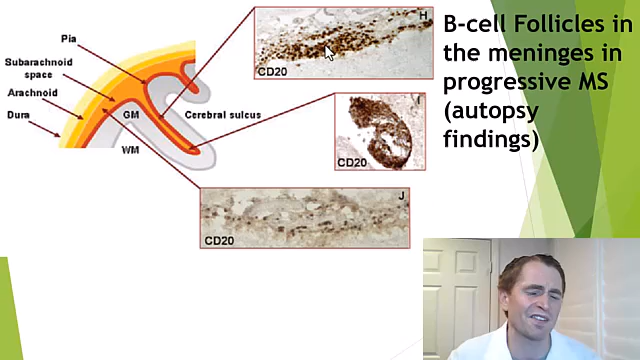 B-cell Follicles in
the meninges in
progressive MS
(autopsy
findings)
H
CD20
Pia
Subarachnoid
space
Arachnoid
Dura
GM
Cerebral sulcus
WM
CD20
J
CD20